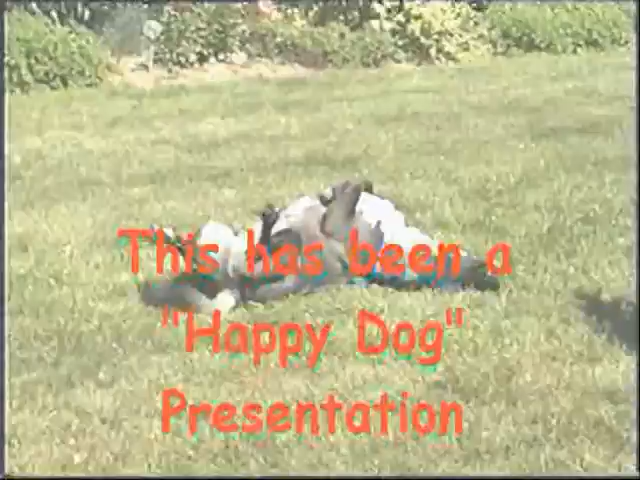 This has been a
"Happy Dog"
Presentation